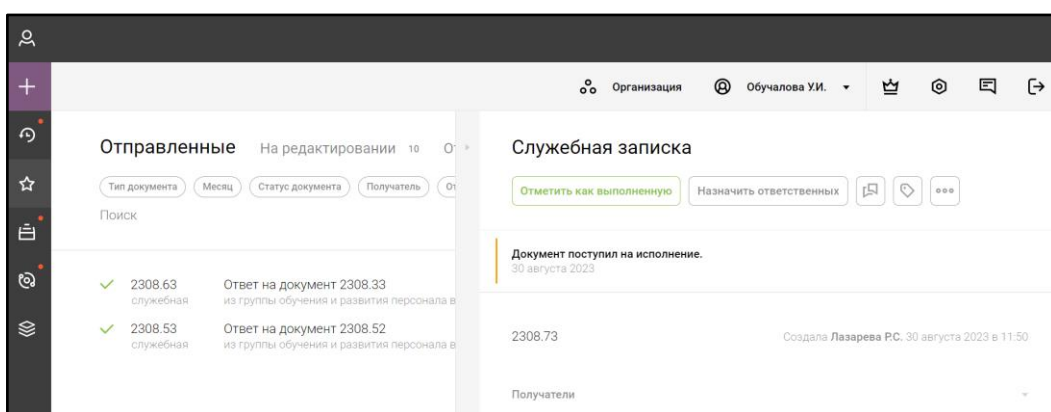 Организация Обучалова У.И.
Отправленные На редактировании 10
Тип документа Месяц Статус документа Получатель
Поиск
2308.63 Ответ на документ 2308.33
служебная из группы обучения и развития персонала в
2308.53 Ответ на документ 2308.52
служебная из группы обучения и развития персонала в
Служебная записка
Отметить как выполненную Назначить ответственных
Документ поступил на исполнение.
30 августа 2023
2308.73 Создала Лазарева Р.С. 30 августа 2023 в 11:50
Получатели